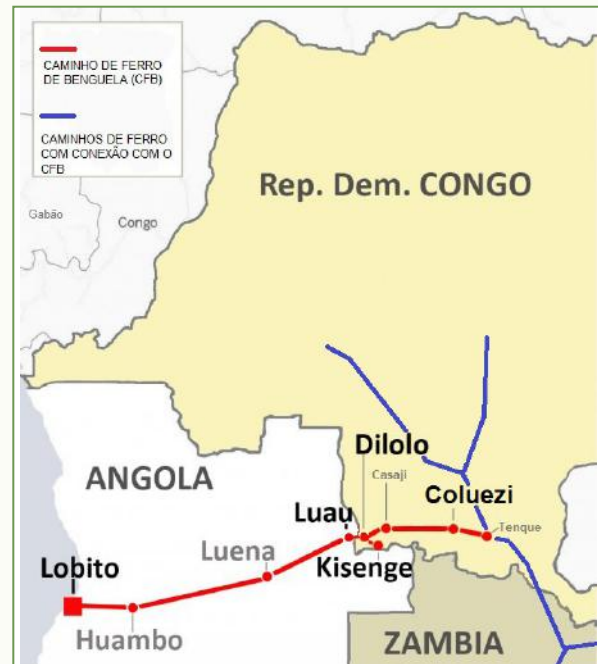 CAMINHO DE FERRO
DE BENGUELA (CFB)
CAMINHOS DE FERRO
COM CONEXÃO COM O
CFB
Rep. Dem. CONGO
Gabão
Congo
Dilolo
ANGOLA
Casaji
Coluezi
Luau
Tenque
Luena
Kisenge
Lobito
Huambo
ZAMBIA